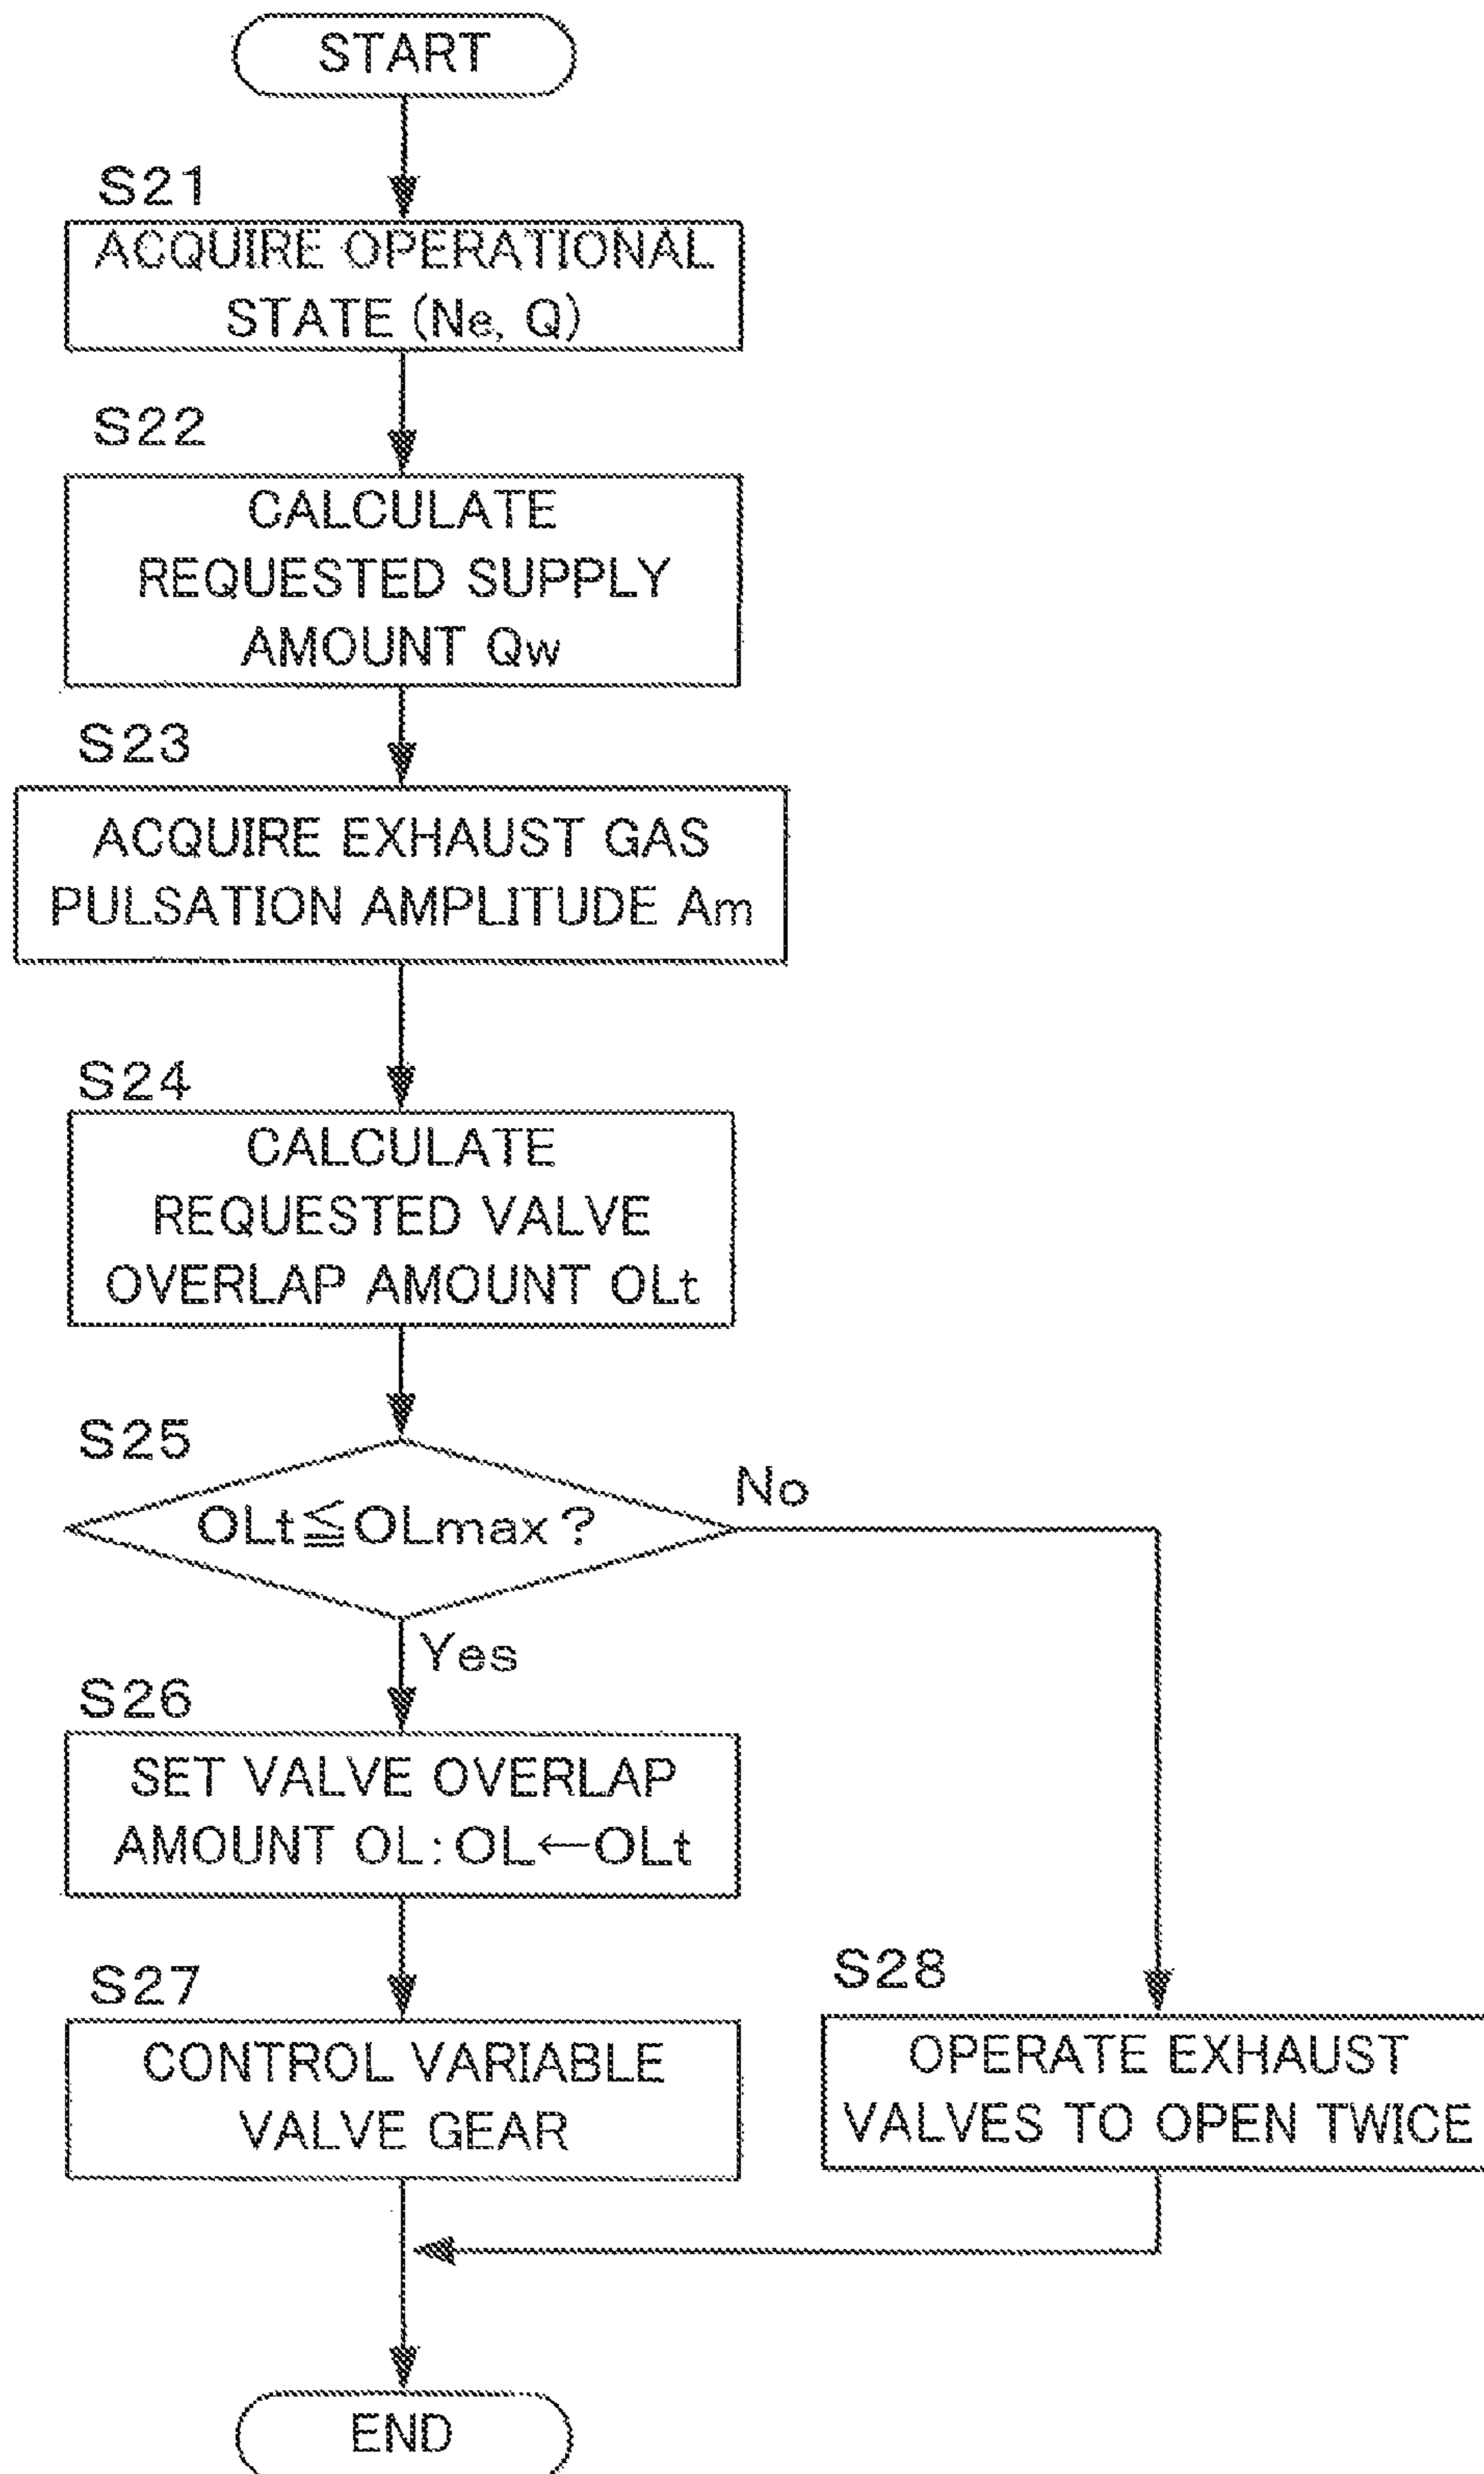 START
S21
ACQUIRE OPERATIONAL
STATE (Ne, Q)
S22
CALCULATE
REQUESTED SUPPLY
AMOUNT Qw
S23
ACQUIRE EXHAUST GAS
PULSATION AMPLITUDE Am
S24
CALCULATE
REQUESTED VALVE
OVERLAP AMOUNT OLt
S25
OLt≦OLmax?
No
Yes
S26
SET VALVE OVERLAP
AMOUNT OL:OL←OLt
S27
CONTROL VARIABLE
VALVE GEAR
S28
OPERATE EXHAUST
VALVES TO OPEN TWICE
END